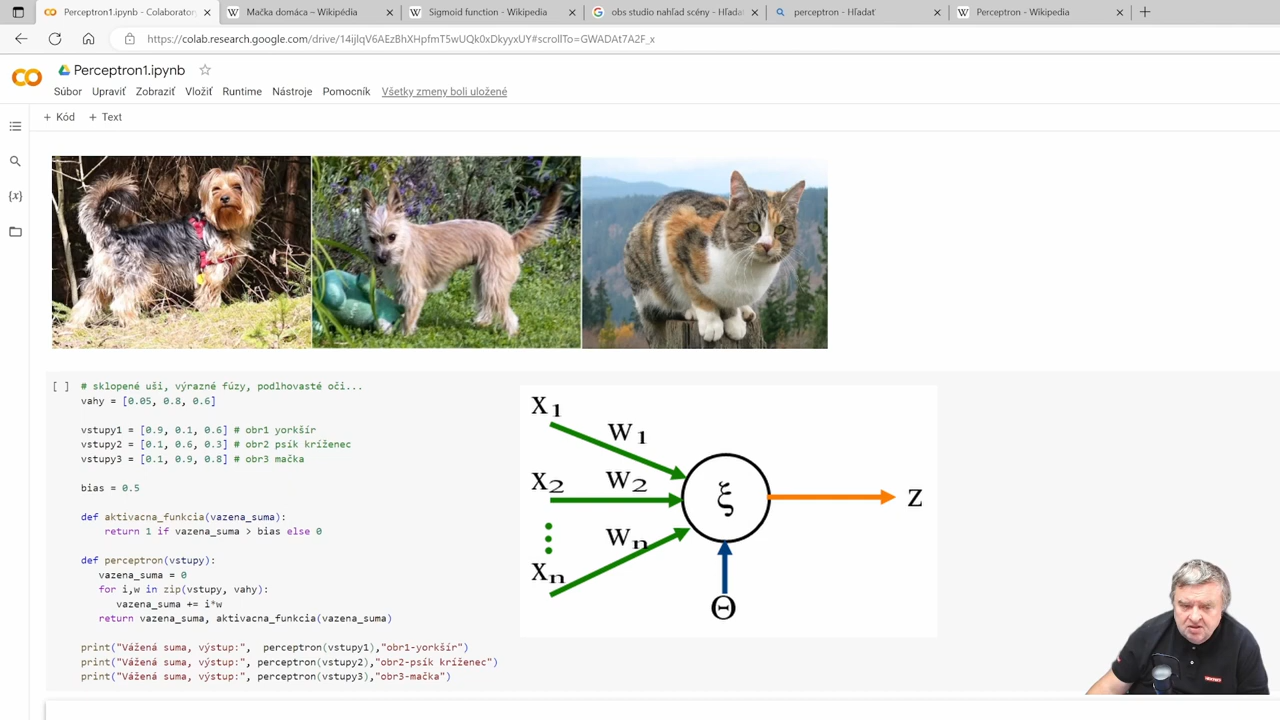 Perceptron1.ipynb - Colaborator
Mačka domáca – Wikipédia
Sigmoid function - Wikipedia
obs studio nahľad scény - Hľada
perceptron - Hľadať
Perceptron - Wikipedia
https://colab.research.google.com/drive/14ijlqV6AEzBhXHpfmT5wUQk0xDkyyxUY#scrollTo=GWADAt7A2F_x
Perceptron1.ipynb
Súbor Upraviť Zobraziť Vložiť Runtime Nástroje Pomocník Všetky zmeny boli uložené
+ Kód + Text
{x}
[ ] # sklopené uši, výrazné fúzy, podlhovasté oči...
vahy = [0.05, 0.8, 0.6]
vstupy1 = [0.9, 0.1, 0.6] # obr1 yorkšír
vstupy2 = [0.1, 0.6, 0.3] # obr2 psík kríženec
vstupy3 = [0.1, 0.9, 0.8] # obr3 mačka
bias = 0.5
def aktivacna_funkcia(vazena_suma):
return 1 if vazena_suma > bias else 0
def perceptron(vstupy):
vazena_suma = 0
for i,w in zip(vstupy, vahy):
vazena_suma += i*w
return vazena_suma, aktivacna_funkcia(vazena_suma)
print("Vážená suma, výstup:", perceptron(vstupy1),"obr1-yorkšír")
print("Vážená suma, výstup:", perceptron(vstupy2),"obr2-psík kríženec")
print("Vážená suma, výstup:", perceptron(vstupy3),"obr3-mačka")
x1
w1
x2
w2
wn
xn
ξ
z
Θ